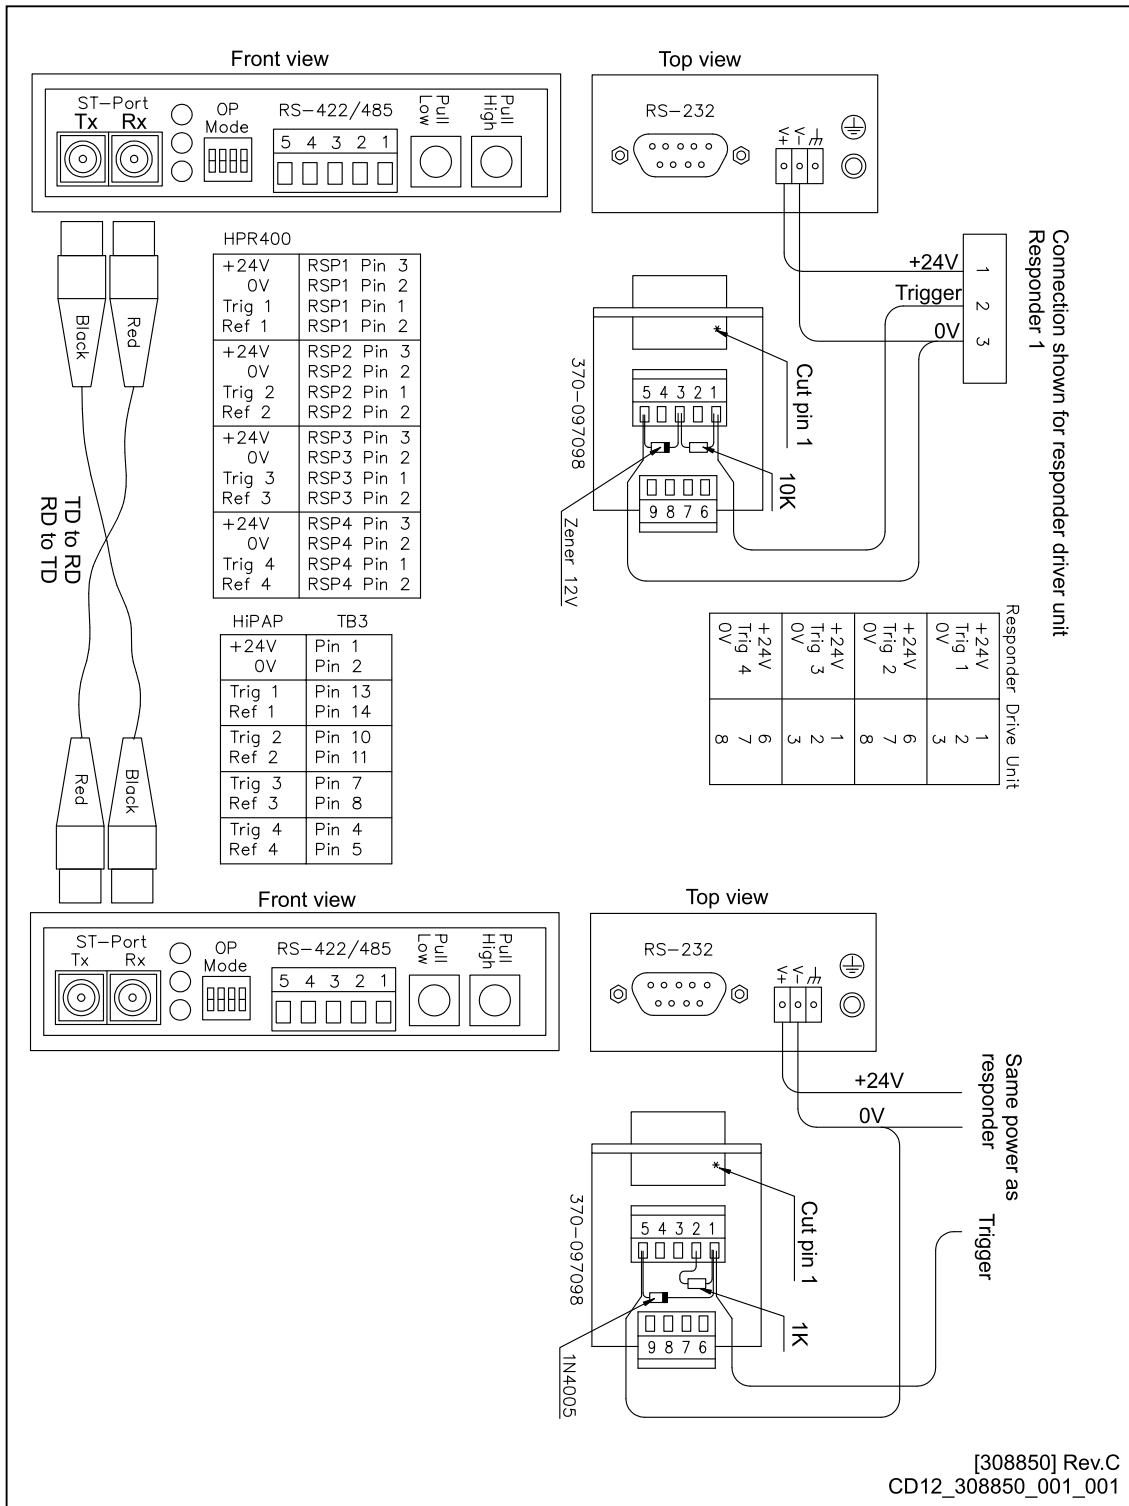 Front view
ST-Port
Tx Rx
OP
Mode
RS-422/485
5 4 3 2 1
Pull
Low
Pull
High
Top view
RS-232
V+ V-
Connection shown for responder driver unit
Responder 1
+24V 1
Trigger 2
0V 3
Cut pin 1
370-097098
5 4 3 2 1
10K
9 8 7 6
Zener 12V
Black
Red
TD to RD
RD to TD
Red
Black
HPR400
+24V RSP1 Pin 3
0V RSP1 Pin 2
Trig 1 RSP1 Pin 1
Ref 1 RSP1 Pin 2
+24V RSP2 Pin 3
0V RSP2 Pin 2
Trig 2 RSP2 Pin 1
Ref 2 RSP2 Pin 2
+24V RSP3 Pin 3
0V RSP3 Pin 2
Trig 3 RSP3 Pin 1
Ref 3 RSP3 Pin 2
+24V RSP4 Pin 3
0V RSP4 Pin 2
Trig 4 RSP4 Pin 1
Ref 4 RSP4 Pin 2
HiPAP TB3
+24V Pin 1
0V Pin 2
Trig 1 Pin 13
Ref 1 Pin 14
Trig 2 Pin 10
Ref 2 Pin 11
Trig 3 Pin 7
Ref 3 Pin 8
Trig 4 Pin 4
Ref 4 Pin 5
Responder Drive Unit
+24V 1
Trig 1 2
0V 3
+24V 6
Trig 2 7
0V 8
+24V 1
Trig 3 2
0V 3
+24V 6
Trig 4 7
0V 8
Front view
ST-Port
Tx Rx
OP
Mode
RS-422/485
5 4 3 2 1
Pull
Low
Pull
High
Top view
RS-232
V+ V-
+24V
0V
Same power as
responder
Trigger
Cut pin 1
370-097098
5 4 3 2 1
1K
9 8 7 6
1N4005
[308850] Rev.C
CD12_308850_001_001